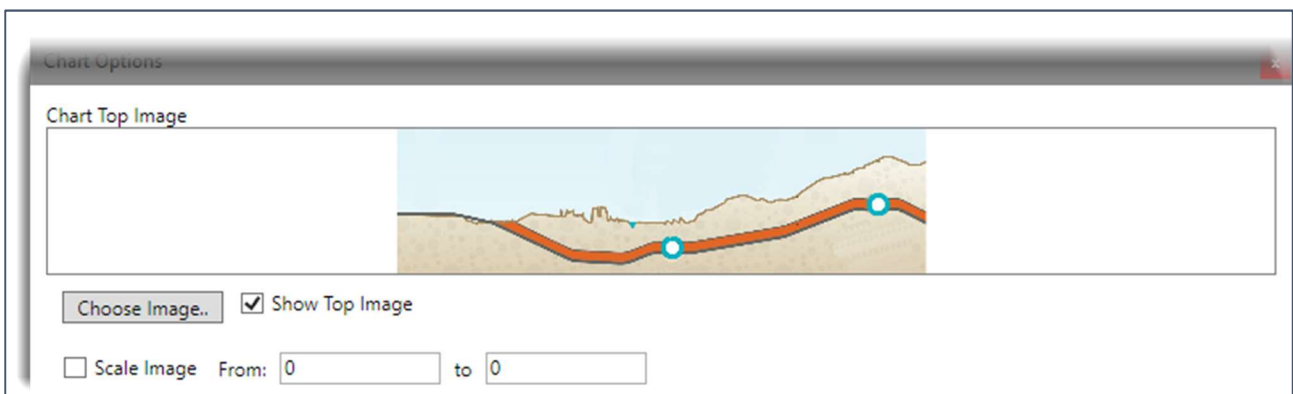 Chart Options
x
Chart Top Image
Choose Image..
Show Top Image
Scale Image From: 0 to 0